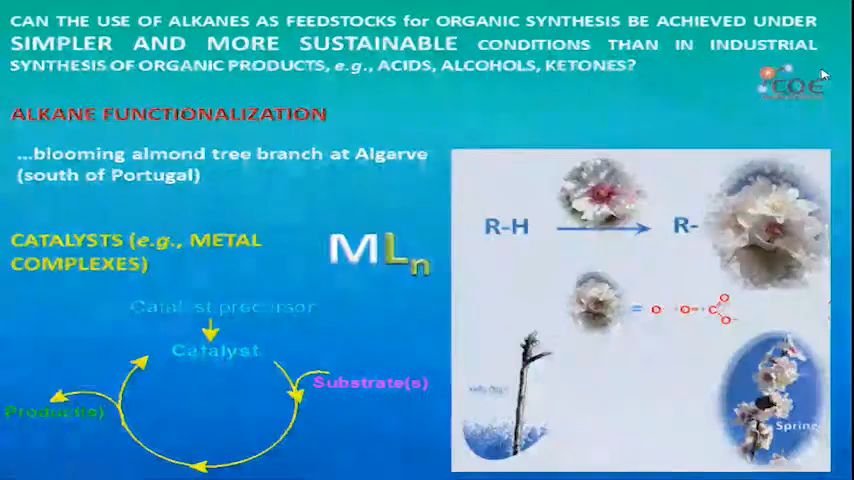 CAN THE USE OF ALKANES AS FEEDSTOCKS for ORGANIC SYNTHESIS BE ACHIEVED UNDER
SIMPLER AND MORE SUSTAINABLE CONDITIONS THAN IN INDUSTRIAL
SYNTHESIS OF ORGANIC PRODUCTS, e.g., ACIDS, ALCOHOLS, KETONES?
CQE
ALKANE FUNCTIONALIZATION
...blooming almond tree branch at Algarve
(south of Portugal)
CATALYSTS (e.g., METAL
COMPLEXES)
MLn
Catalyst precursor
Catalyst
Substrate(s)
Product(s)
R-H
R-
=
Spring